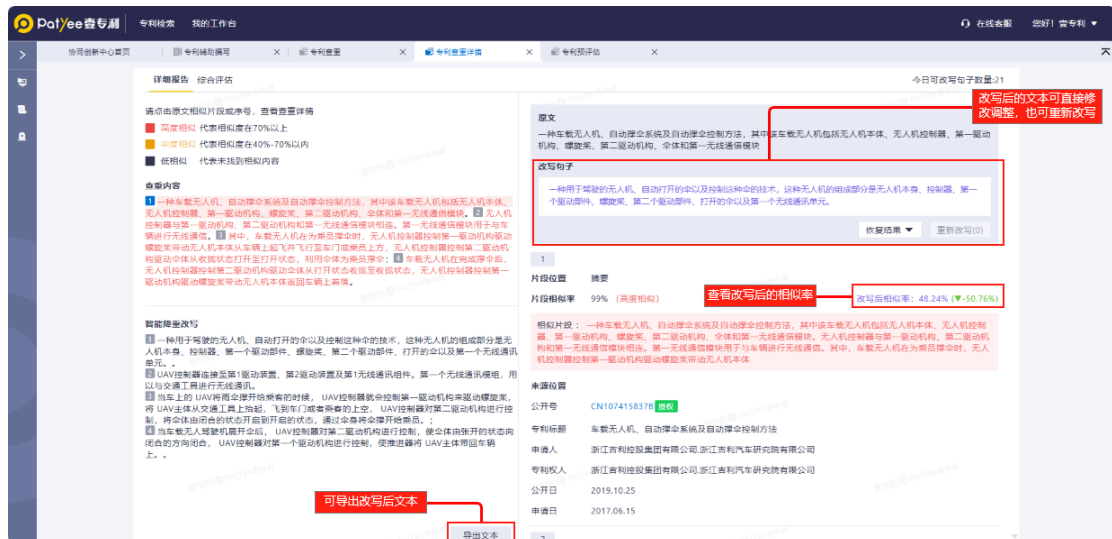 Patyee壹专利 专利检索 我的工作台 在线客服 您好！壹专利
协同创新中心首页 专利辅助撰写 专利查重 专利查重详情 专利预评估
详细报告 综合评估
今日可改写句子数量:21
请点击原文相似片段或序号，查看查重详情
高度相似 代表相似度在70%以上
中度相似 代表相似度在40%-70%以内
低相似 代表未找到相似内容
查重内容
1 一种车载无人机、自动撑伞系统及自动撑伞控制方法，其中该车载无人机包括无人机本体、
无人机控制器、第一驱动机构、螺旋桨、第二驱动机构、伞体和第一无线通信模块。2 无人机
控制器与第一驱动机构、第二驱动机构和第一无线通信模块相连。第一无线通信模块用于与车
辆进行无线通信。3 其中，车载无人机在为乘员撑伞时，无人机控制器控制第一驱动机构驱动
螺旋桨带动无人机本体从车辆上起飞并飞行至车门或乘员上方，无人机控制器控制第二驱动机
构驱动伞体从收拢状态打开至打开状态，利用伞体为乘员撑伞；4 车载无人机在完成撑伞后，
无人机控制器控制第二驱动机构驱动伞体从打开状态收拢至收拢状态，无人机控制器控制第一
驱动机构驱动螺旋桨带动无人机本体返回车辆上着落。
智能降重改写
1 一种用于驾驶的无人机、自动打开的伞以及控制这种伞的技术，这种无人机的组成部分是无
人机本身、控制器、第一个驱动部件、螺旋桨、第二个驱动部件、打开的伞以及第一个无线通讯
单元。。
2 UAV控制器连接至第1驱动装置、第2驱动装置及第1无线通讯组件。第一个无线通讯模组，用
以与交通工具进行无线通讯。
3 当车上的 UAV将雨伞撑开给乘客的时候， UAV控制器就会控制第一驱动机构来驱动螺旋桨，
将 UAV主体从交通工具上抬起，飞到车门或者乘客的上空， UAV控制器对第二驱动机构进行控
制，将伞体由闭合的状态开启到开启的状态，通过伞身将伞撑开给乘员。；
4 当车载无人驾驶机展开伞后， UAV控制器对第二驱动机构进行控制，使伞体由张开的状态向
闭合的方向闭合， UAV控制器对第一个驱动机构进行控制，使推进器将 UAV主体带回车辆
上。。
可导出改写后文本
导出文本
改写后的文本可直接修
改调整，也可重新改写
原文
一种车载无人机、自动撑伞系统及自动撑伞控制方法，其中该车载无人机包括无人机本体、无人机控制器、第一驱动
机构、螺旋桨、第二驱动机构、伞体和第一无线通信模块
改写句子
一种用于驾驶的无人机、自动打开的伞以及控制这种伞的技术，这种无人机的组成部分是无人机本身、控制器、第一
个驱动部件、螺旋桨、第二个驱动部件、打开的伞以及第一个无线通讯单元。
恢复结果 重新改写(0)
1
片段位置 摘要
片段相似率 99% （高度相似）
查看改写后的相似率
改写后相似率：48.24% (▼-50.76%)
相似片段： 一种车载无人机、自动撑伞系统及自动撑伞控制方法，其中该车载无人机包括无人机本体、无人机控制
器、第一驱动机构、螺旋桨、第二驱动机构、伞体和第一无线通信模块。无人机控制器与第一驱动机构、第二驱动机
构和第一无线通信模块相连。第一无线通信模块用于与车辆进行无线通信。其中，车载无人机在为乘员撑伞时，无人
机控制器控制第一驱动机构驱动螺旋桨带动无人机本体
来源位置
公开号 CN107415837B 授权
专利标题 车载无人机、自动撑伞系统及自动撑伞控制方法
申请人 浙江吉利控股集团有限公司.浙江吉利汽车研究院有限公司
专利权人 浙江吉利控股集团有限公司.浙江吉利汽车研究院有限公司
公开日 2019.10.25
申请日 2017.06.15